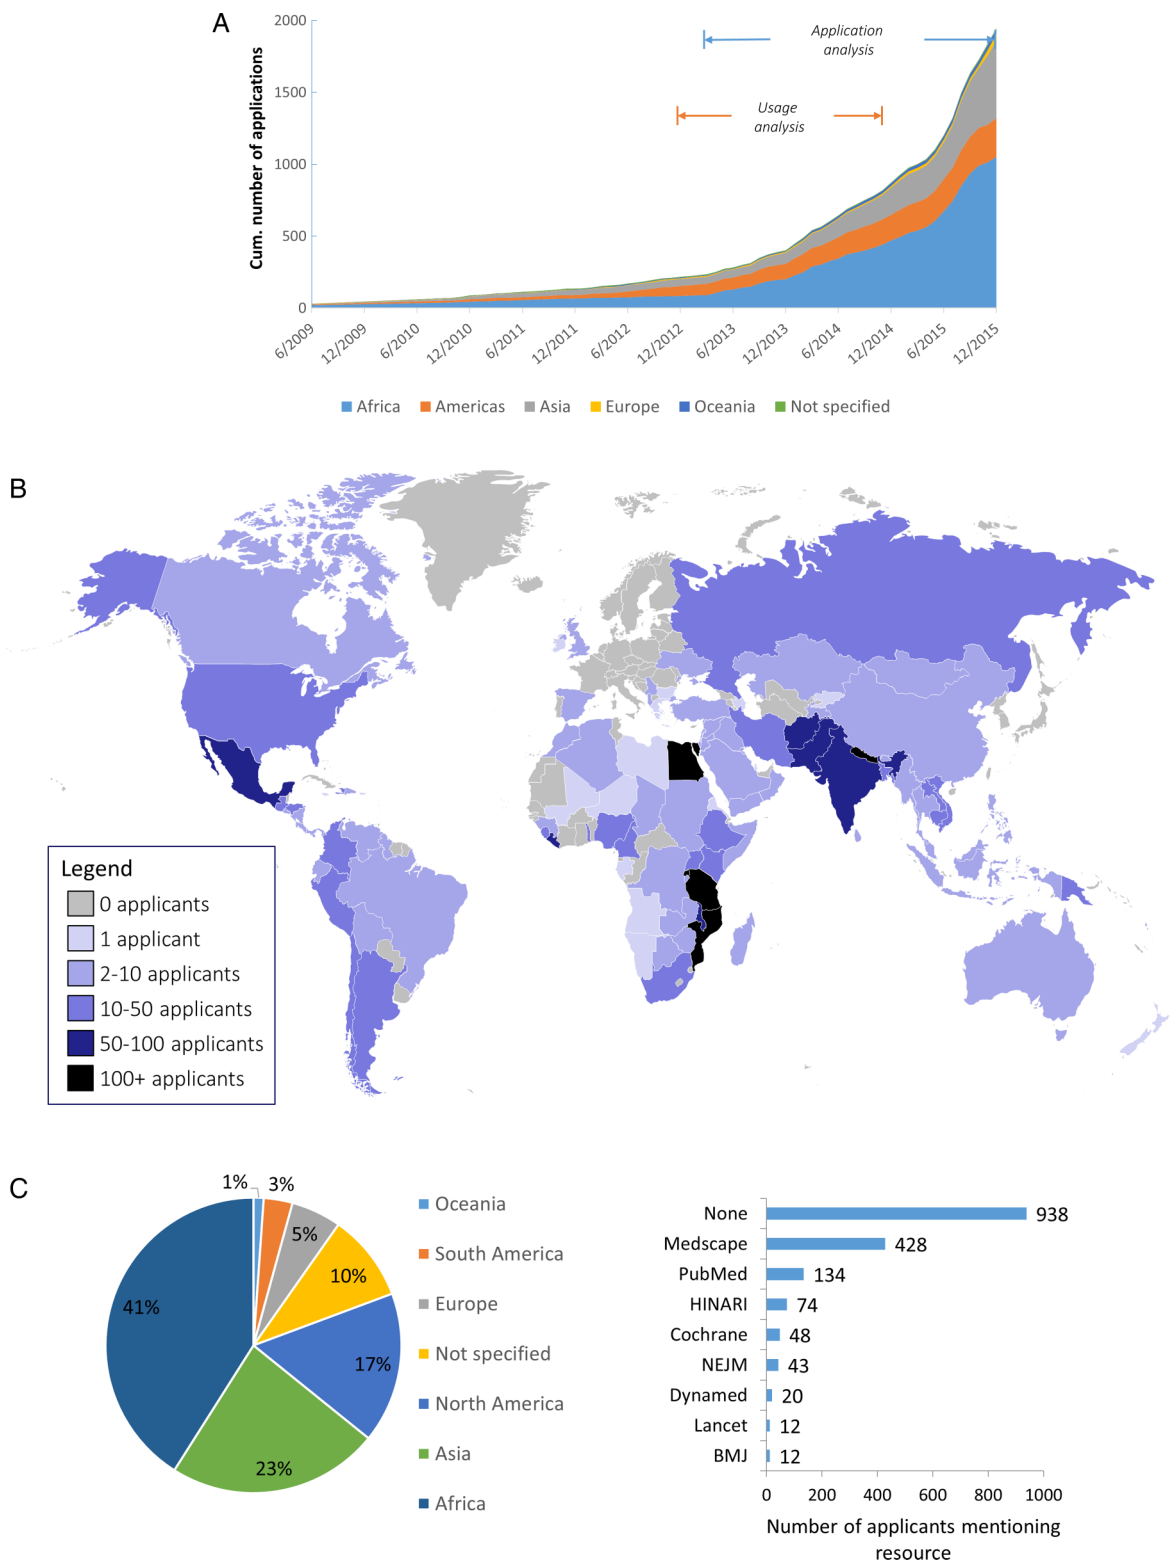 A
Cum. number of applications
2000
1500
1000
500
0
Application
analysis
Usage
analysis
6/2009
12/2009
6/2010
12/2010
6/2011
12/2011
6/2012
12/2012
6/2013
12/2013
6/2014
12/2014
6/2015
12/2015
Africa Americas Asia Europe Oceania Not specified
B
Legend
0 applicants
1 applicant
2-10 applicants
10-50 applicants
50-100 applicants
100+ applicants
C
1%
3%
5%
10%
17%
23%
41%
Oceania
South America
Europe
Not specified
North America
Asia
Africa
None 938
Medscape 428
PubMed 134
HINARI 74
Cochrane 48
NEJM 43
Dynamed 20
Lancet 12
BMJ 12
0 200 400 600 800 1000
Number of applicants mentioning
resource